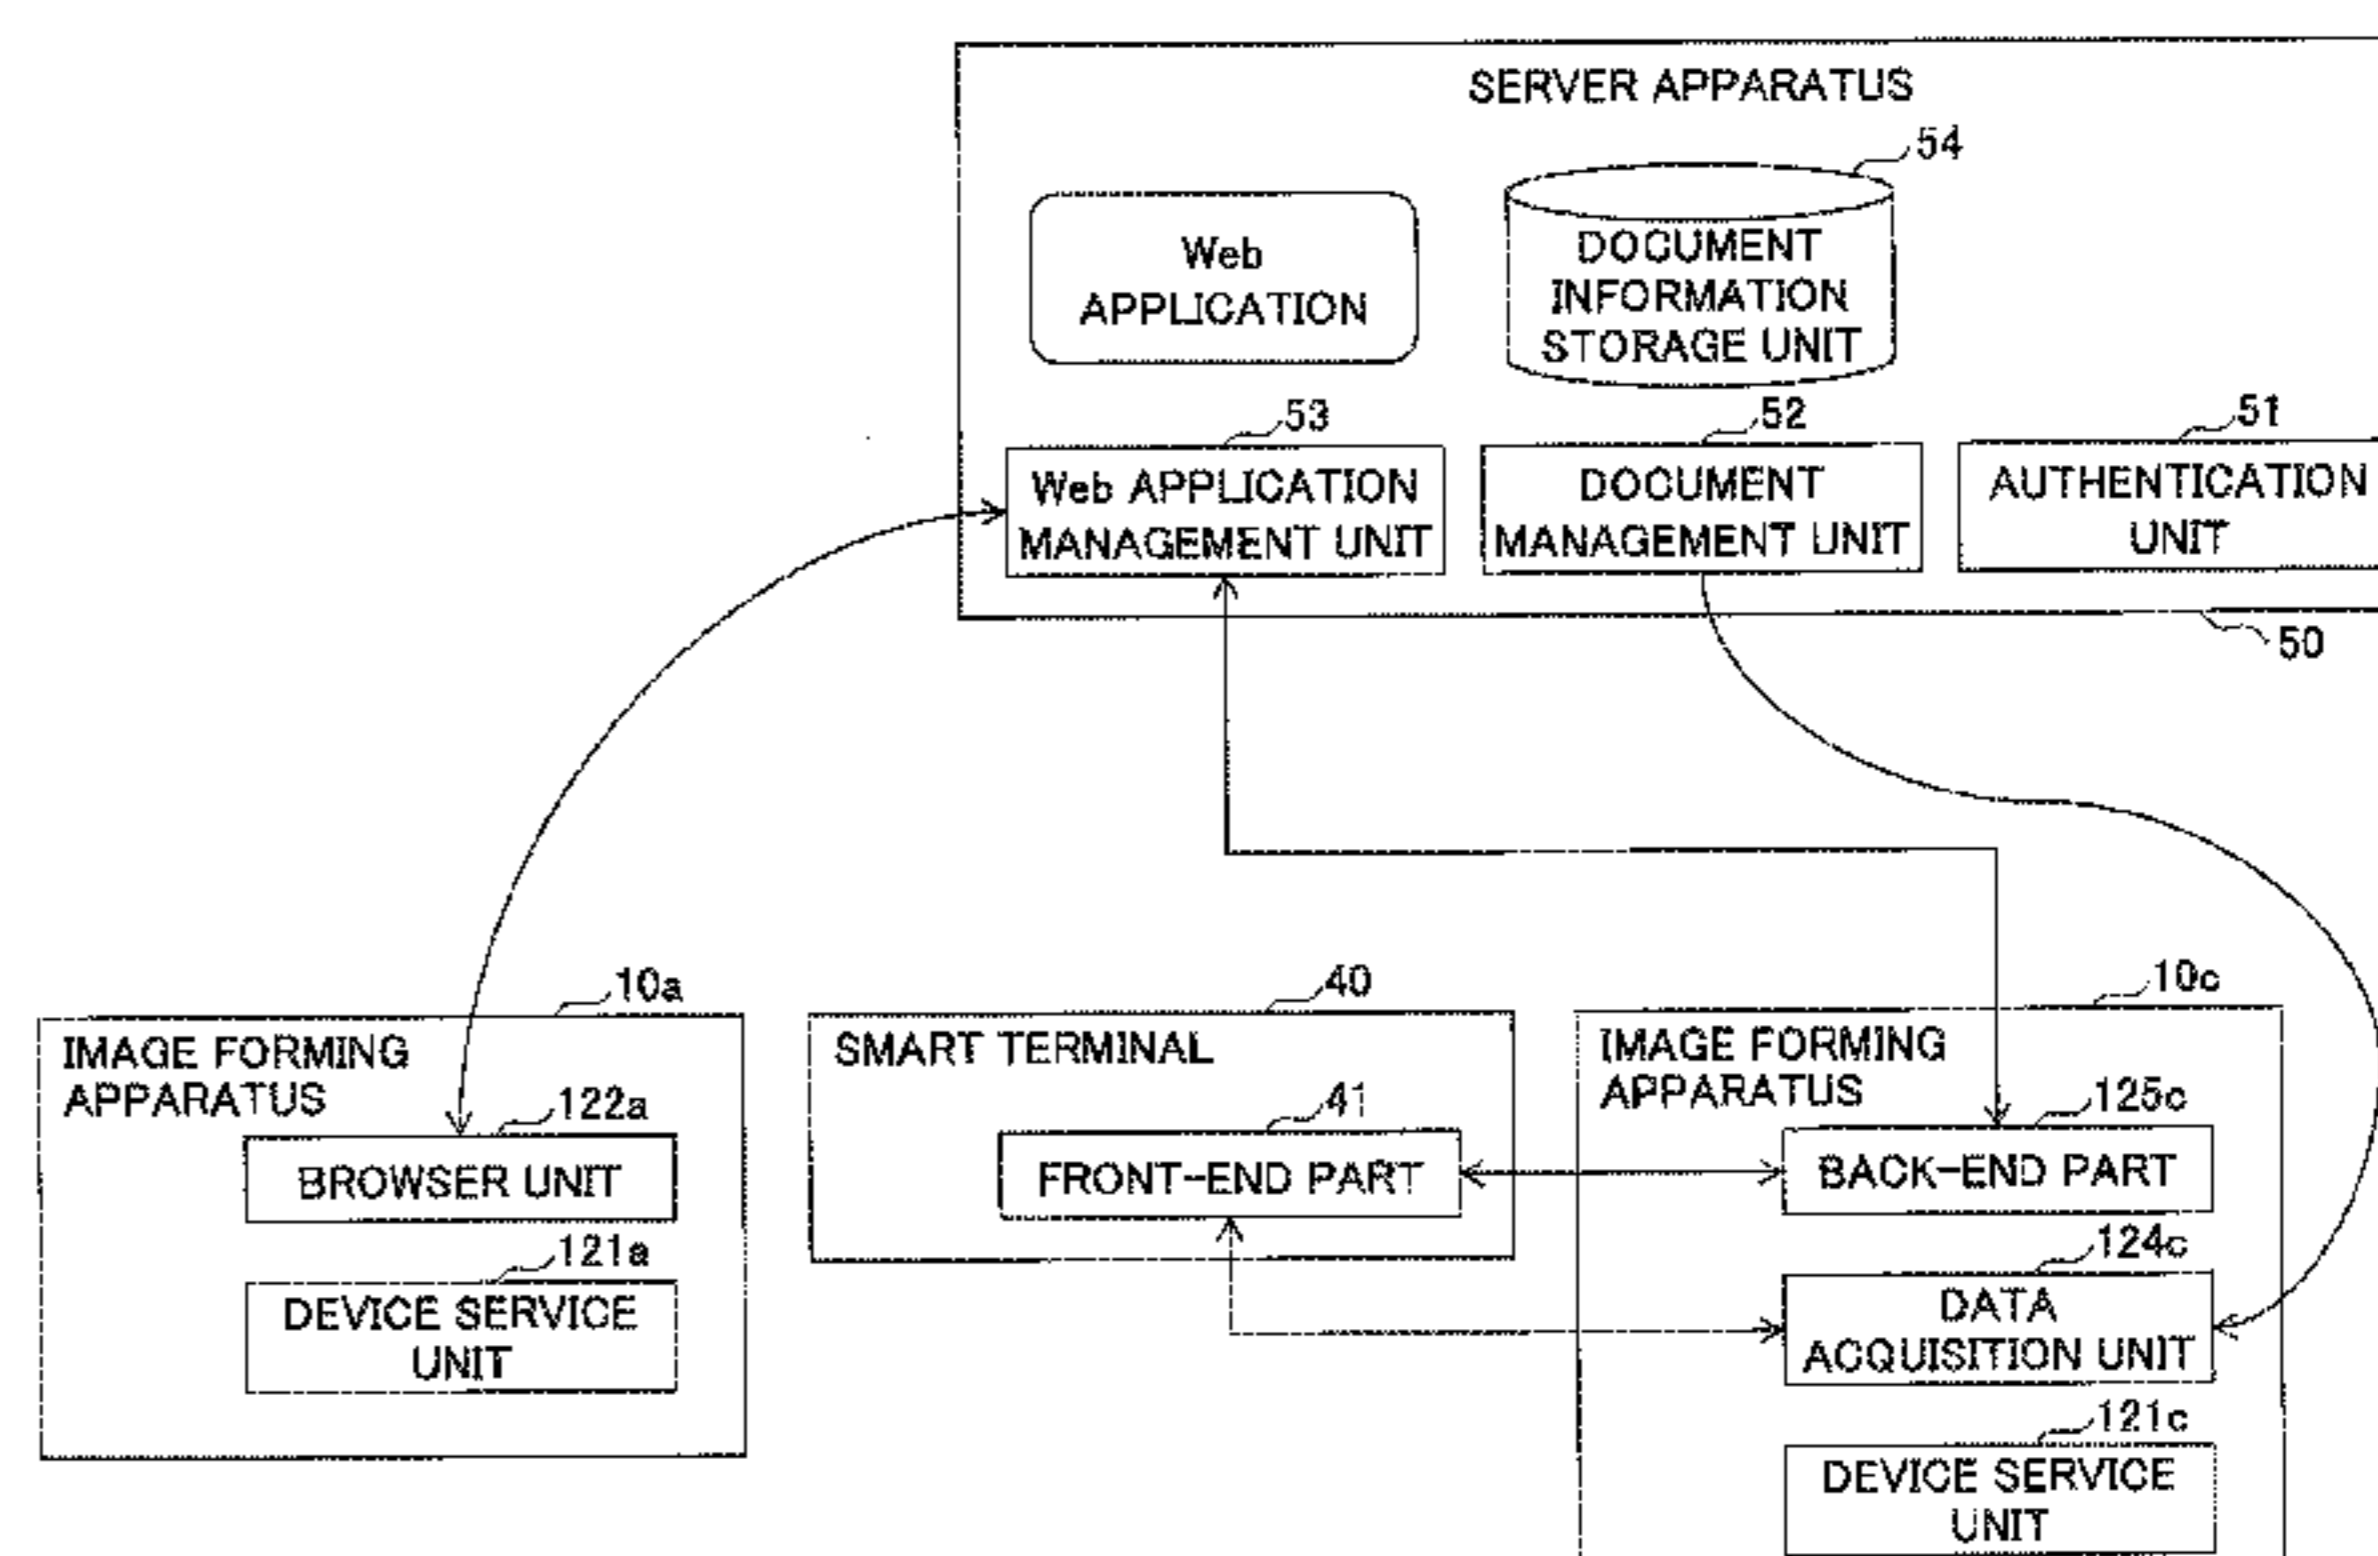 SERVER APPARATUS
54
Web
APPLICATION
DOCUMENT
INFORMATION
STORAGE UNIT
53
52
51
Web APPLICATION
MANAGEMENT UNIT
DOCUMENT
MANAGEMENT UNIT
AUTHENTICATION
UNIT
50
10a
IMAGE FORMING
APPARATUS
122a
BROWSER UNIT
121a
DEVICE SERVICE
UNIT
40
SMART TERMINAL
41
FRONT-END PART
10c
IMAGE FORMING
APPARATUS
125c
BACK-END PART
124c
DATA
ACQUISITION UNIT
121c
DEVICE SERVICE
UNIT